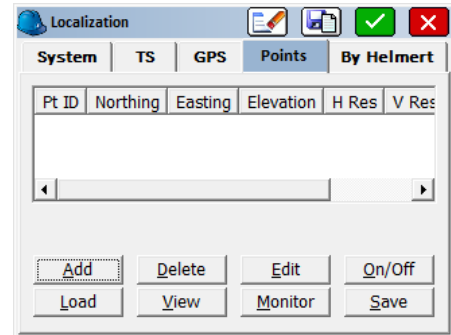 Localization
System TS GPS Points By Helmert
Pt ID Northing Easting Elevation H Res V Res
Add Delete Edit On/Off
Load View Monitor Save